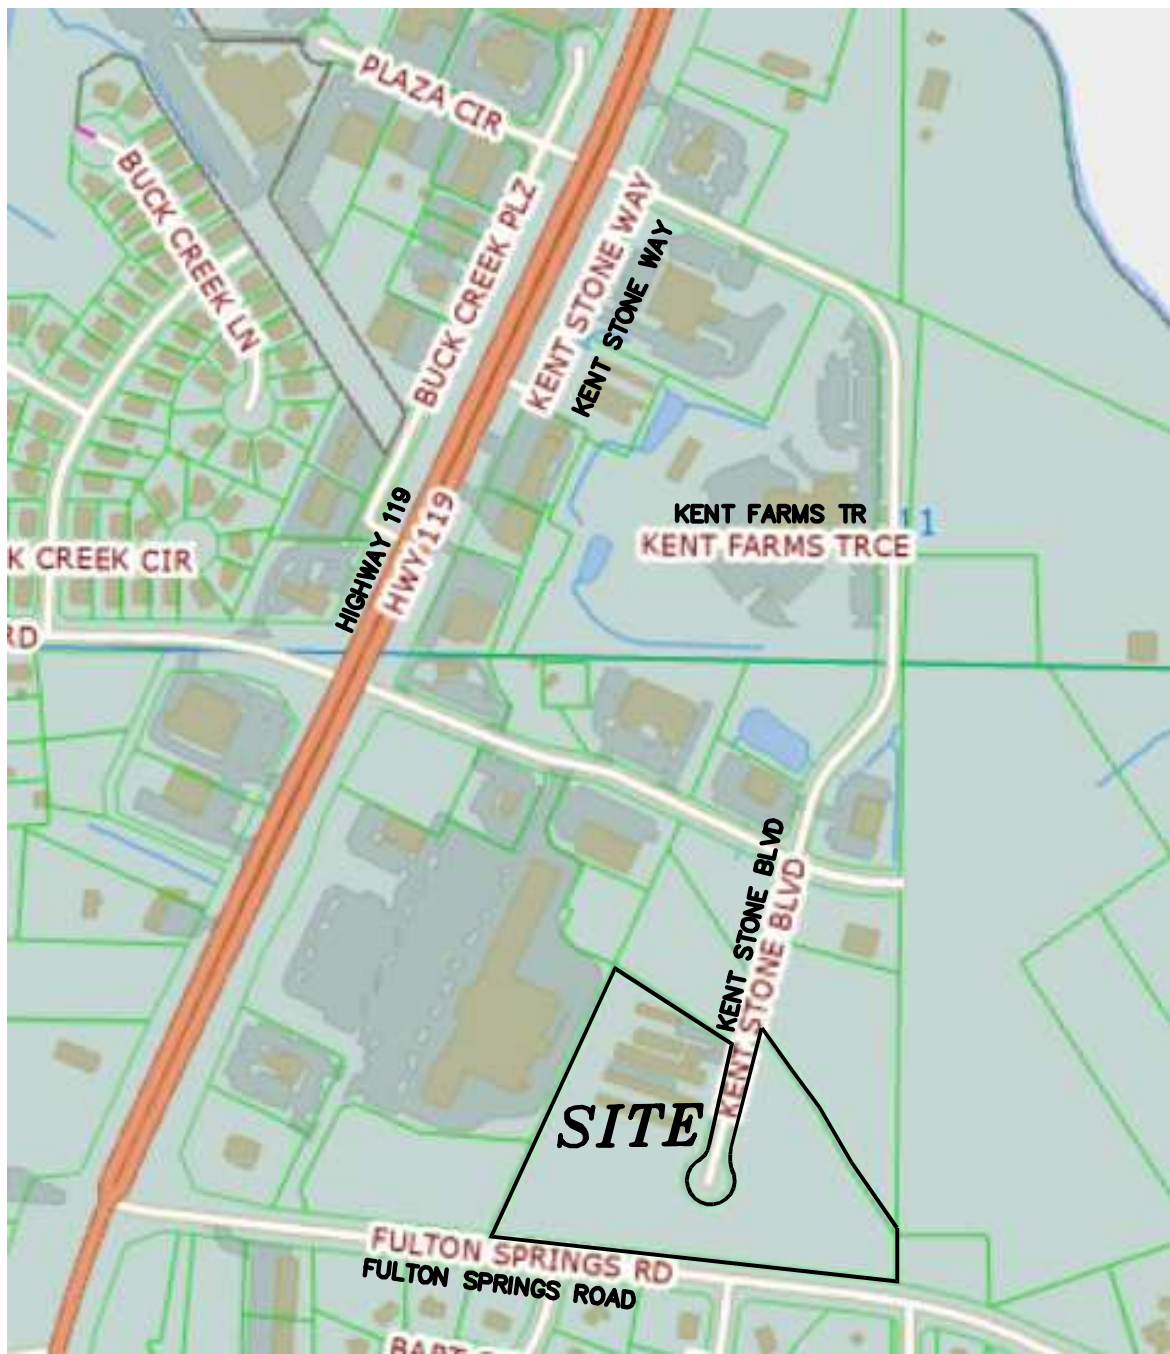 PLAZA CIR
BUCK CREEK LN
BUCK CREEK PLZ
KENT STONE WAY
KENT STONE WAY
KENT FARMS TR
11
KENT FARMS TRCE
HIGHWAY 119
HWY 119
K CREEK CIR
RD
KENT STONE BLVD
KENT STONE BLVD
SITE
FULTON SPRINGS RD
FULTON SPRINGS ROAD